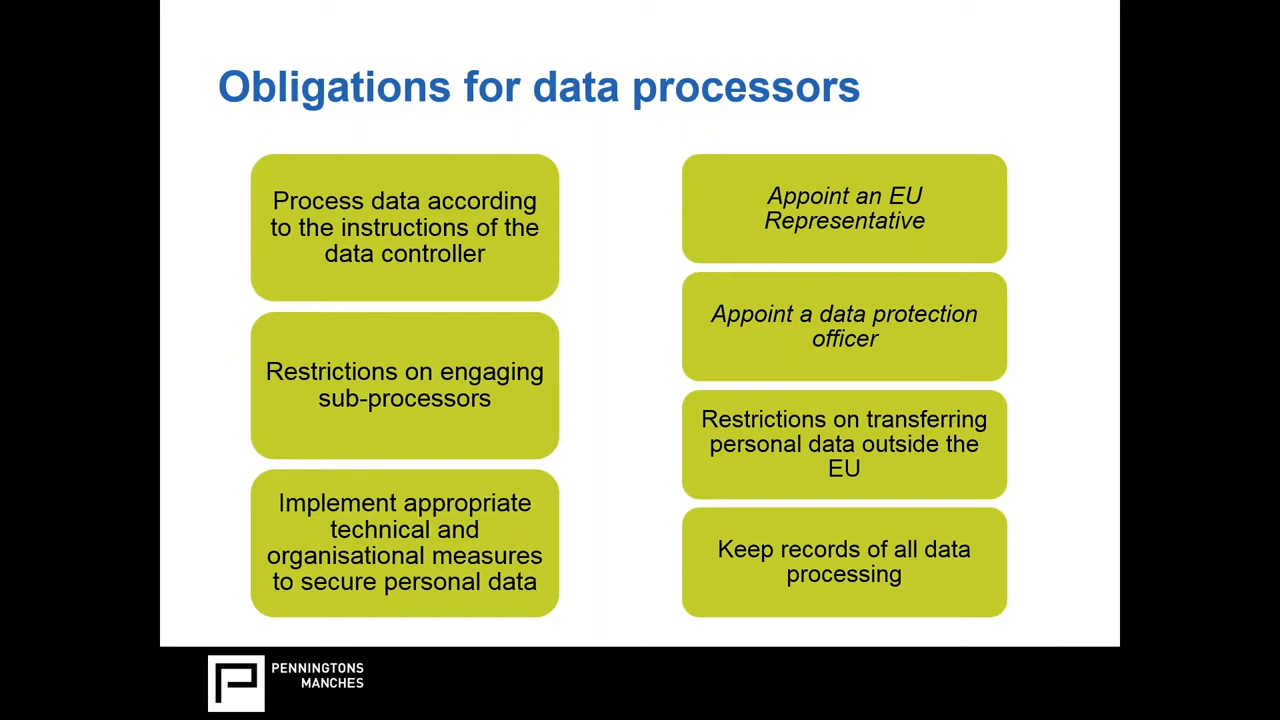 Obligations for data processors
Process data according
to the instructions of the
data controller
Restrictions on engaging
sub-processors
Implement appropriate
technical and
organisational measures
to secure personal data
Appoint an EU
Representative
Appoint a data protection
officer
Restrictions on transferring
personal data outside the
EU
Keep records of all data
processing
PENNINGTONS
MANCHES